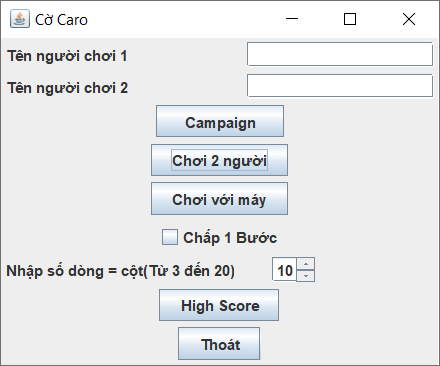 Cờ Caro
Tên người chơi 1
Tên người chơi 2
Campaign
Chơi 2 người
Chơi với máy
Chấp 1 Bước
Nhập số dòng = cột(Từ 3 đến 20) 10
High Score
Thoát